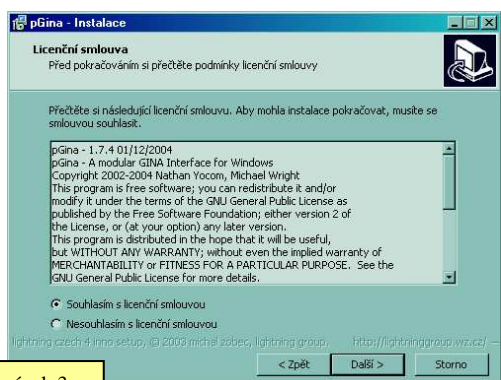 pGina - Instalace
Licenční smlouva
Před pokračováním si přečtěte podmínky licenční smlouvy
Přečtěte si následující licenční smlouvu. Aby mohla instalace pokračovat, musíte se
smlouvou souhlasit.
pGina - 1.7.4 01/12/2004
pGina - A modular GINA Interface for Windows
Copyright 2002-2004 Nathan Yocom, Michael Wright
This program is free software; you can redistribute it and/or
modify it under the terms of the GNU General Public License as
published by the Free Software Foundation; either version 2 of
the License, or (at your option) any later version.
This program is distributed in the hope that it will be useful,
but WITHOUT ANY WARRANTY; without even the implied warranty of
MERCHANTABILITY or FITNESS FOR A PARTICULAR PURPOSE. See the
GNU General Public License for more details.
Souhlasím s licenční smlouvou
Nesouhlasím s licenční smlouvou
lightning czech 4 inno setup, © 2003 michel zobec, lightning group. http://lightninggroup.wz.cz/
< Zpět
Další >
Storno